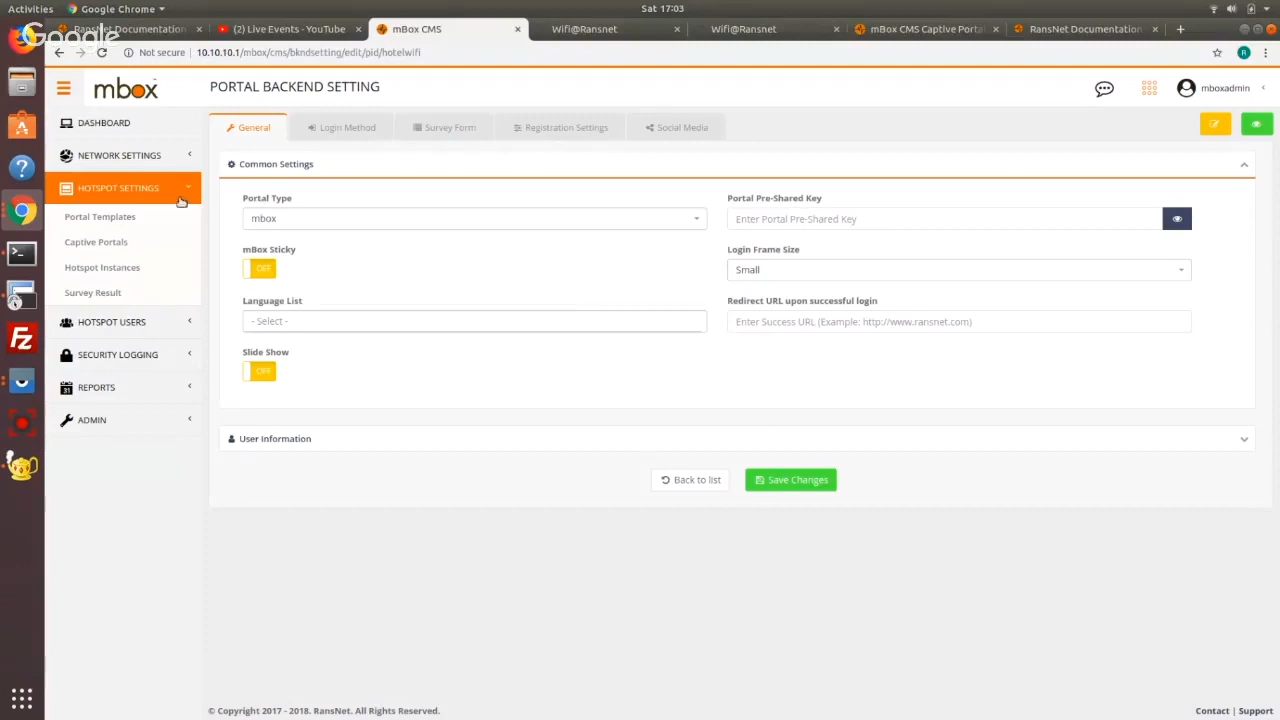 Activities
Google Chrome
Sat 17:03
RansNet Documentation
(2) Live Events - YouTube
mBox CMS
Wifi@Ransnet
Wifi@Ransnet
mBox CMS Captive Portal
RansNet Documentation
Google
Not secure
10.10.10.1/mbox/cms/bkndsetting/edit/pid/hotelwifi
R
mbox
PORTAL BACKEND SETTING
mboxadmin
DASHBOARD
NETWORK SETTINGS
HOTSPOT SETTINGS
Portal Templates
Captive Portals
Hotspot Instances
Survey Result
HOTSPOT USERS
SECURITY LOGGING
REPORTS
ADMIN
General
Login Method
Survey Form
Registration Settings
Social Media
Common Settings
Portal Type
mbox
Portal Pre-Shared Key
Enter Portal Pre-Shared Key
mBox Sticky
OFF
Login Frame Size
Small
Language List
- Select -
Redirect URL upon successful login
Enter Success URL (Example: http://www.ransnet.com)
Slide Show
OFF
User Information
Back to list
Save Changes
© Copyright 2017 - 2018. RansNet. All Rights Reserved.
Contact | Support